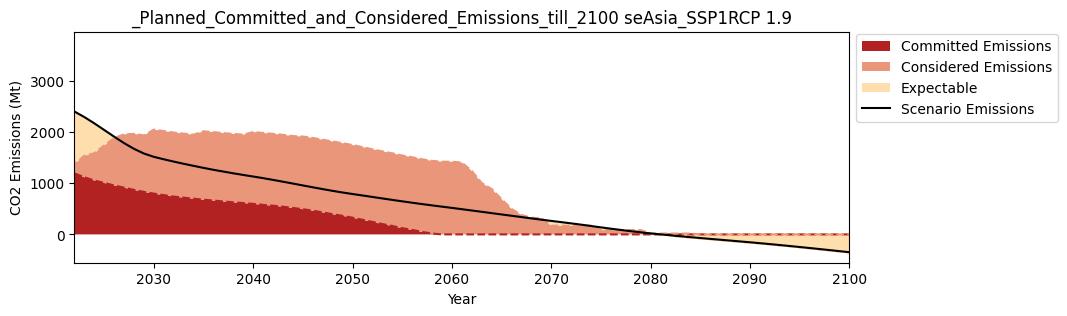 _Planned_Committed_and_Considered_Emissions_till_2100 seAsia_SSP1RCP 1.9
Committed Emissions
Considered Emissions
Expectable
Scenario Emissions
CO2 Emissions (Mt)
3000
2000
1000
0
2030 2040 2050 2060 2070 2080 2090 2100
Year